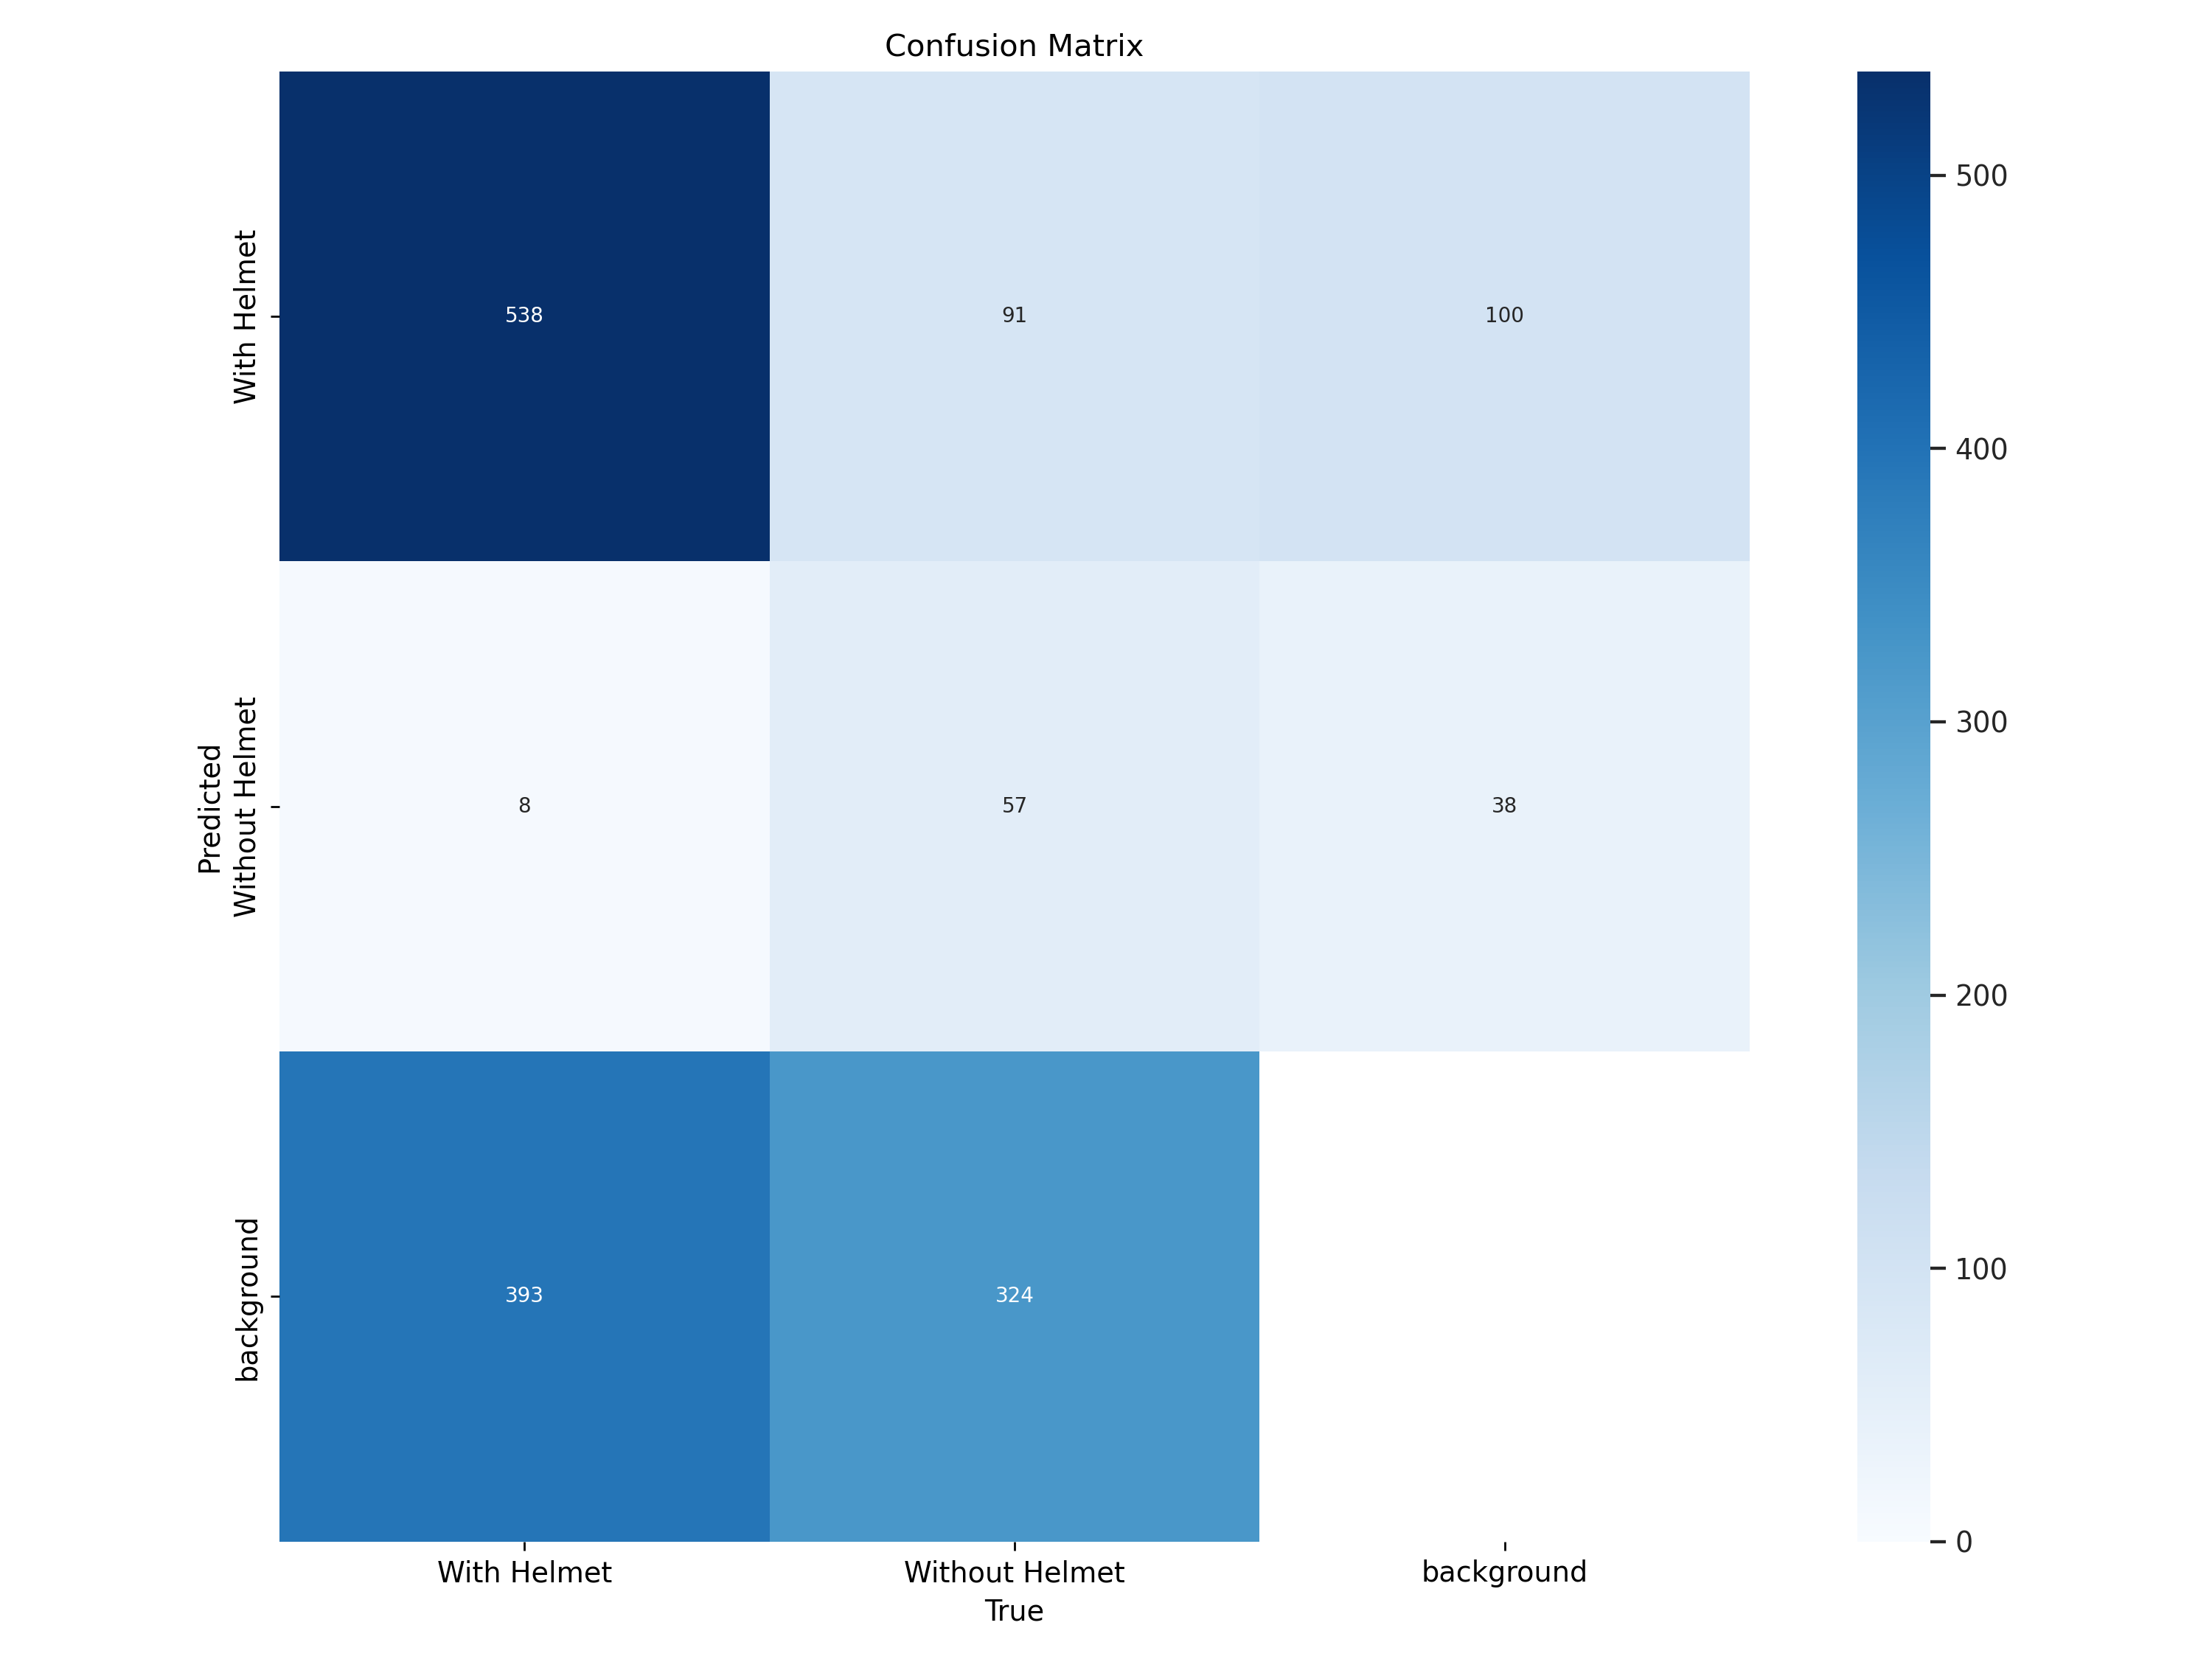 Confusion Matrix
With Helmet
538
91
100
500
400
Predicted
Without Helmet
8
57
38
300
200
background
393
324
100
0
With Helmet
Without Helmet
background
True